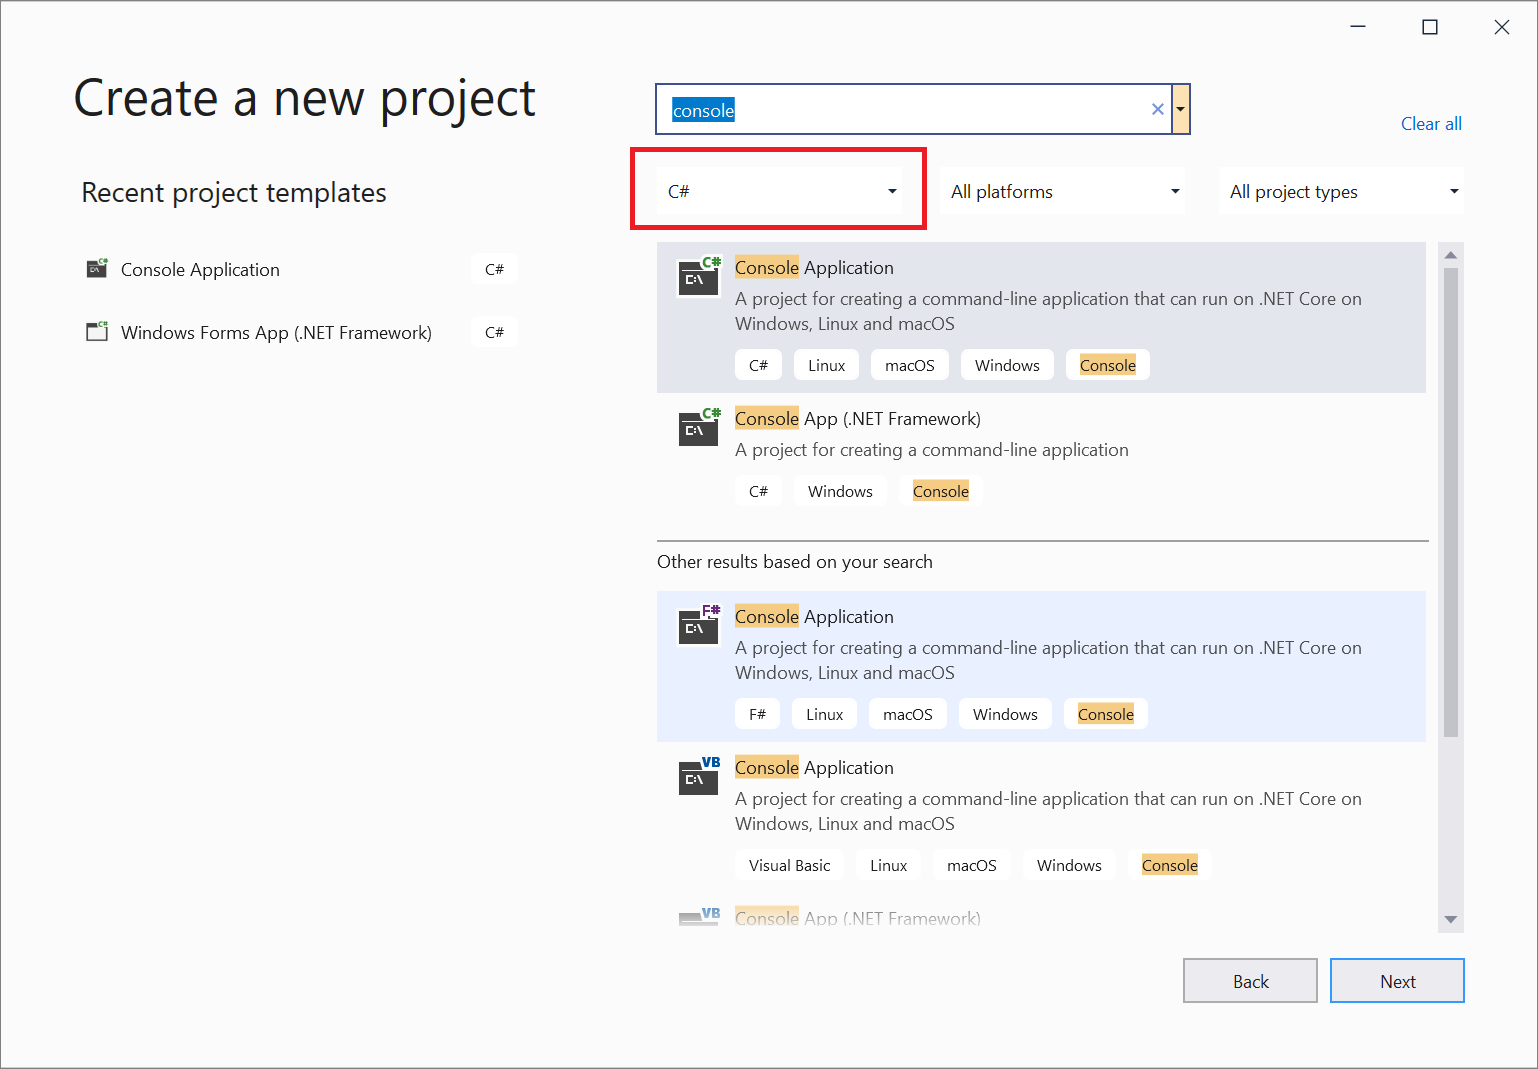 Create a new project
console
Clear all
C#
All platforms
All project types
Recent project templates
Console Application
C#
Windows Forms App (.NET Framework)
C#
C#
C:\
Console Application
A project for creating a command-line application that can run on .NET Core on
Windows, Linux and macOS
C# Linux macOS Windows Console
C#
C:\
Console App (.NET Framework)
A project for creating a command-line application
C# Windows Console
Other results based on your search
F#
C:\
Console Application
A project for creating a command-line application that can run on .NET Core on
Windows, Linux and macOS
F# Linux macOS Windows Console
VB
C:\
Console Application
A project for creating a command-line application that can run on .NET Core on
Windows, Linux and macOS
Visual Basic Linux macOS Windows Console
VB
Console App (.NET Framework)
Back
Next